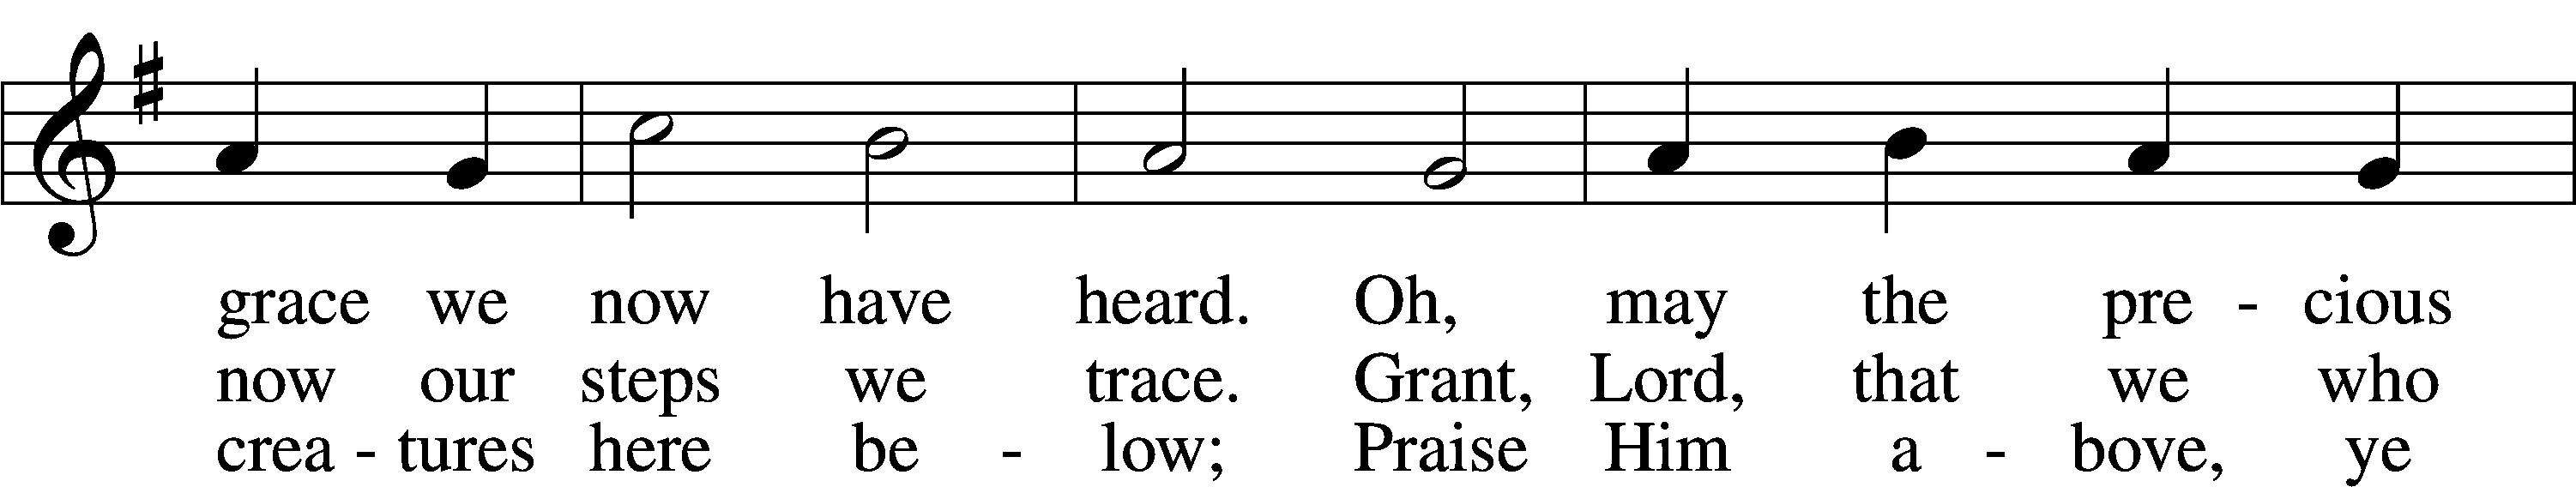 grace we now have heard. Oh, may the pre - cious
now our steps we trace. Grant, Lord, that we who
crea - tures here be - low; Praise Him a - bove, ye